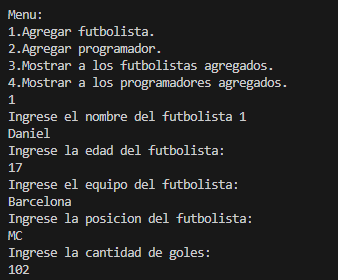 Menu:
1.Agregar futbolista.
2.Agregar programador.
3.Mostrar a los futbolistas agregados.
4.Mostrar a los programadores agregados.
1
Ingrese el nombre del futbolista 1
Daniel
Ingrese la edad del futbolista:
17
Ingrese el equipo del futbolista:
Barcelona
Ingrese la posicion del futbolista:
MC
Ingrese la cantidad de goles:
102